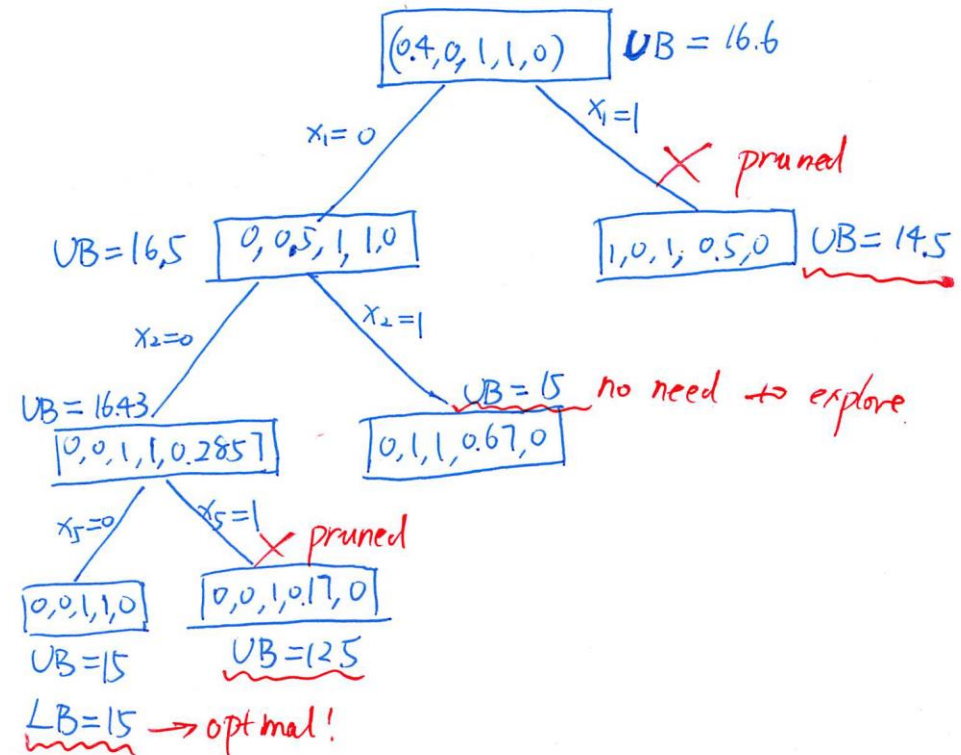 (0.4,0,1,1,0) UB = 16.6
x₁= 0
x₁=1
pruned
UB=16.5
0, 0.5, 1, 1,0
1,0,1, 0.5,0
UB= 14.5
x₂=0
x₂=1
UB= 16.43
UB= 15 no need to explore
0,0,1,1,0.2857
0,1,1,0.67,0
x₅=0
x₅=1
pruned
0,0,1,1,0
0,0,1,0.17,0
UB=15
UB=12.5
LB=15 → optmal!